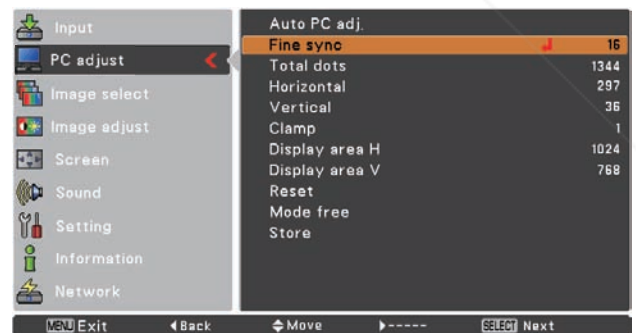 Input
PC adjust
Image select
Image adjust
Screen
Sound
Setting
Information
Network
Auto PC adj.
Fine sync 16
Total dots 1344
Horizontal 297
Vertical 36
Clamp 1
Display area H 1024
Display area V 768
Reset
Mode free
Store
MENU Exit ◀Back ◆Move ▶----- SELECT Next